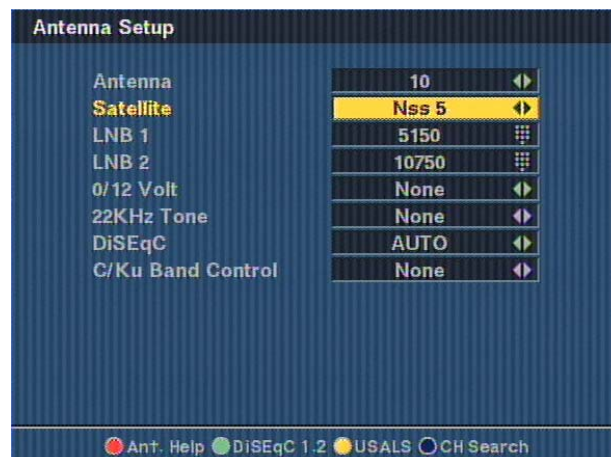 Antenna Setup
Antenna 10
Satellite Nss 5
LNB 1 5150
LNB 2 10750
0/12 Volt None
22KHz Tone None
DiSEqC AUTO
C/Ku Band Control None
Ant. Help DiSEqC 1.2 USALS CH Search